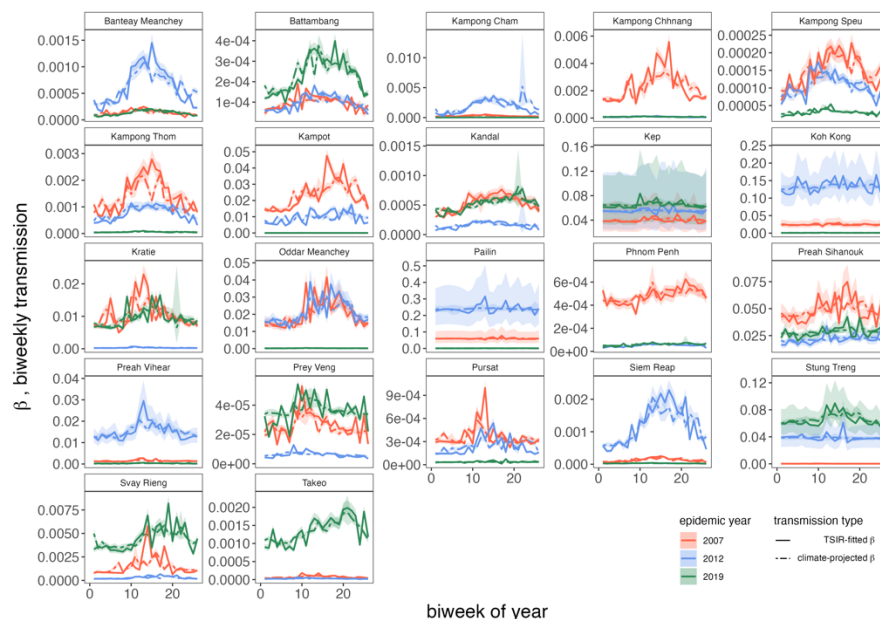 Banteay Meanchey Battambang Kampong Cham Kampong Chhnang Kampong Speu
0.0015 0.0010 0.0005 0.0000
4e-04 3e-04 2e-04 1e-04
0.010 0.005 0.000
0.006 0.004 0.002 0.000
0.00025 0.00020 0.00015 0.00010 0.00005
Kampong Thom Kampot Kandal Kep Koh Kong
0.003 0.002 0.001 0.000
0.05 0.04 0.03 0.02 0.01 0.00
0.0015 0.0010 0.0005 0.0000
0.16 0.12 0.08 0.04
0.20 0.15 0.10 0.05 0.00
Kratie Oddar Meanchey Pailin Phnom Penh Preah Sihanouk
0.02 0.01 0.00
0.04 0.03 0.02 0.01 0.00
0.5 0.4 0.3 0.2 0.1 0.0
6e-04 4e-04 2e-04 0e+00
0.075 0.050 0.025
Preah Vihear Prey Veng Pursat Siem Reap Stung Treng
0.04 0.03 0.02 0.01 0.00
4e-05 2e-05 0e+00
9e-04 6e-04 3e-04 0e+00
0.002 0.001 0.000
0.12 0.08 0.04 0.00
Svay Rieng Takeo
0.0075 0.0050 0.0025 0.0000
0.0020 0.0015 0.0010 0.0005 0.0000
0 10 20 0 10 20
β , biweekly transmission
biweek of year
epidemic year
2007
2012
2019
transmission type
TSIR-fitted β
climate-projected β